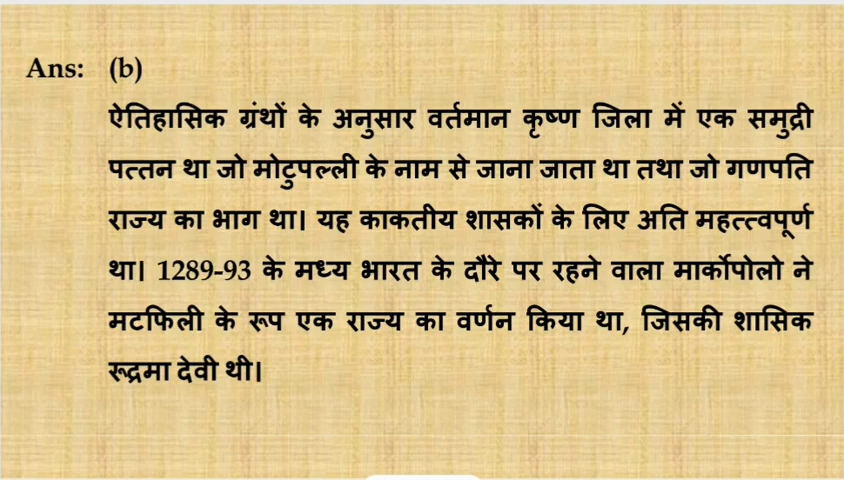 Ans: (b)
ऐतिहासिक ग्रंथों के अनुसार वर्तमान कृष्ण जिला में एक समुद्री
पत्तन था जो मोटुपल्ली के नाम से जाना जाता था तथा जो गणपति
राज्य का भाग था। यह काकतीय शासकों के लिए अति महत्त्वपूर्ण
था। 1289-93 के मध्य भारत के दौरे पर रहने वाला मार्कोपोलो ने
मटफिली के रूप एक राज्य का वर्णन किया था, जिसकी शासिक
रूद्रमा देवी थी।